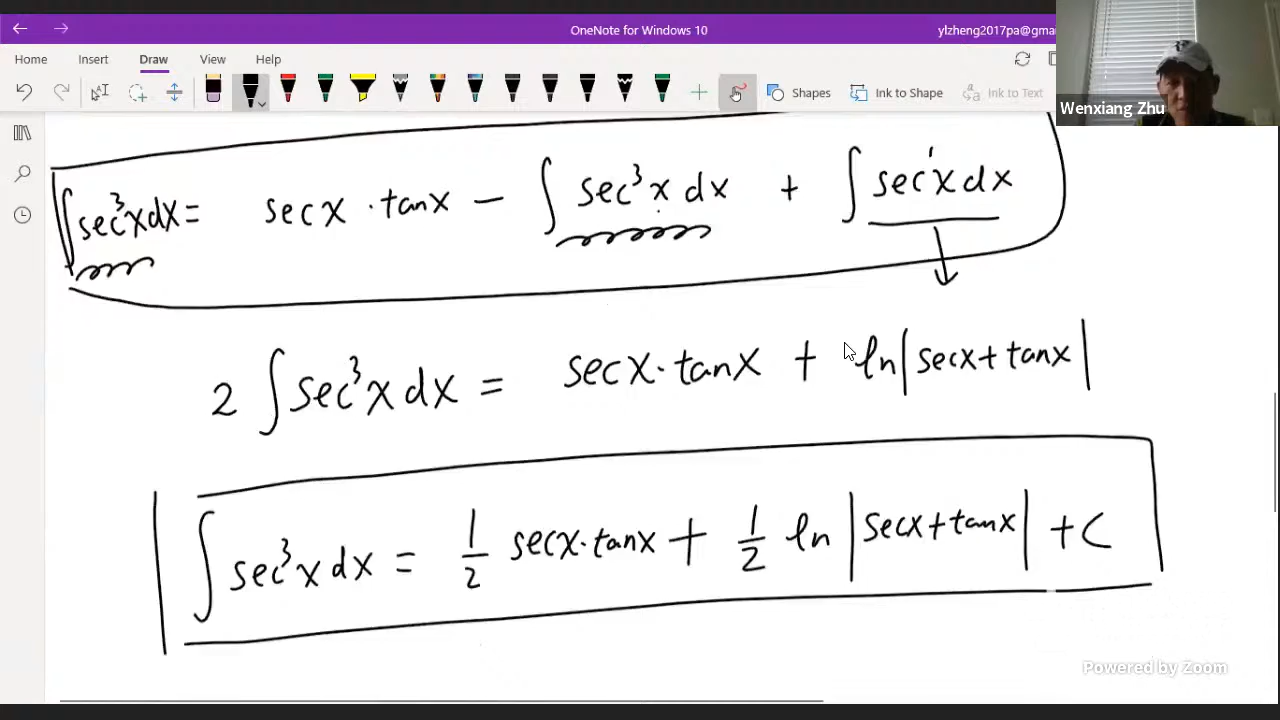 OneNote for Windows 10
ylzheng2017pa@gma
Home Insert Draw View Help
Shapes Ink to Shape Ink to Text
Wenxiang Zhu
∫sec³x dx = secx · tanx − ∫ sec³x dx + ∫ sec¹x dx
2 ∫ sec³x dx = secx · tanx + ln|secx + tanx|
∫ sec³x dx = 1/2 secx · tanx + 1/2 ln |secx + tanx| + C
Powered by Zoom